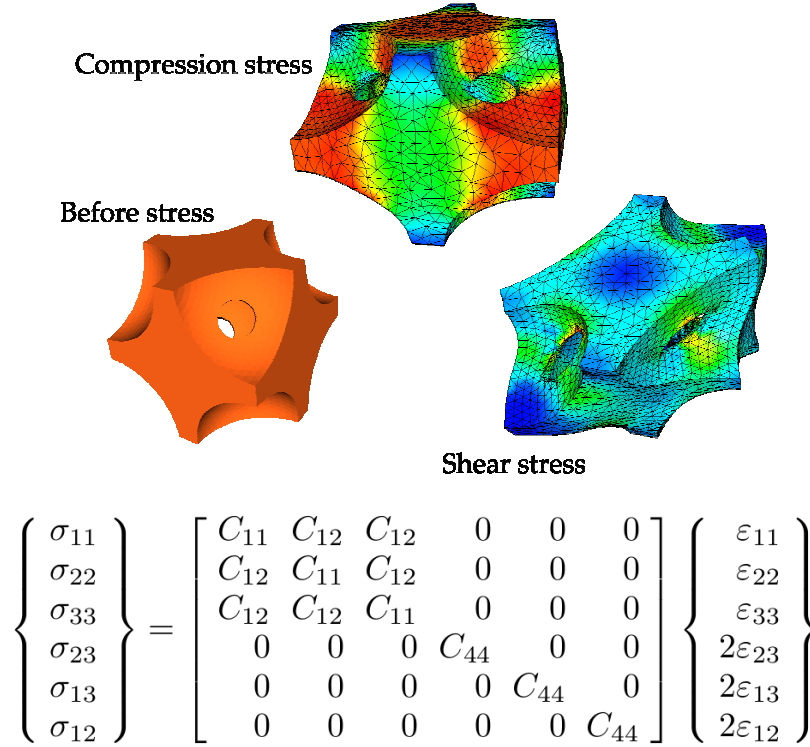 Compression stress
Before stress
Shear stress
σ11 = C11 C12 C12 0 0 0 ε11
σ22 C12 C11 C12 0 0 0 ε22
σ33 C12 C12 C11 0 0 0 ε33
σ23 0 0 0 C44 0 0 2ε23
σ13 0 0 0 0 C44 0 2ε13
σ12 0 0 0 0 0 C44 2ε12